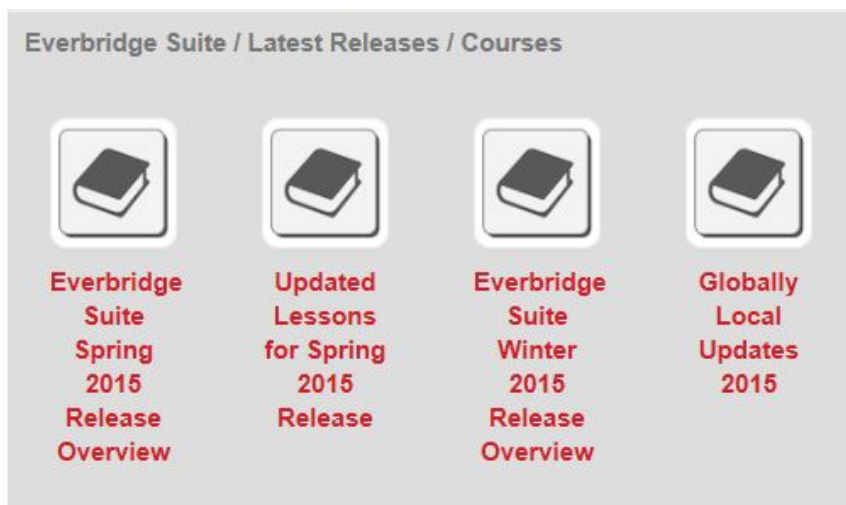 Everbridge Suite / Latest Releases / Courses
Everbridge
Suite
Spring
2015
Release
Overview
Updated
Lessons
for Spring
2015
Release
Everbridge
Suite
Winter
2015
Release
Overview
Globally
Local
Updates
2015